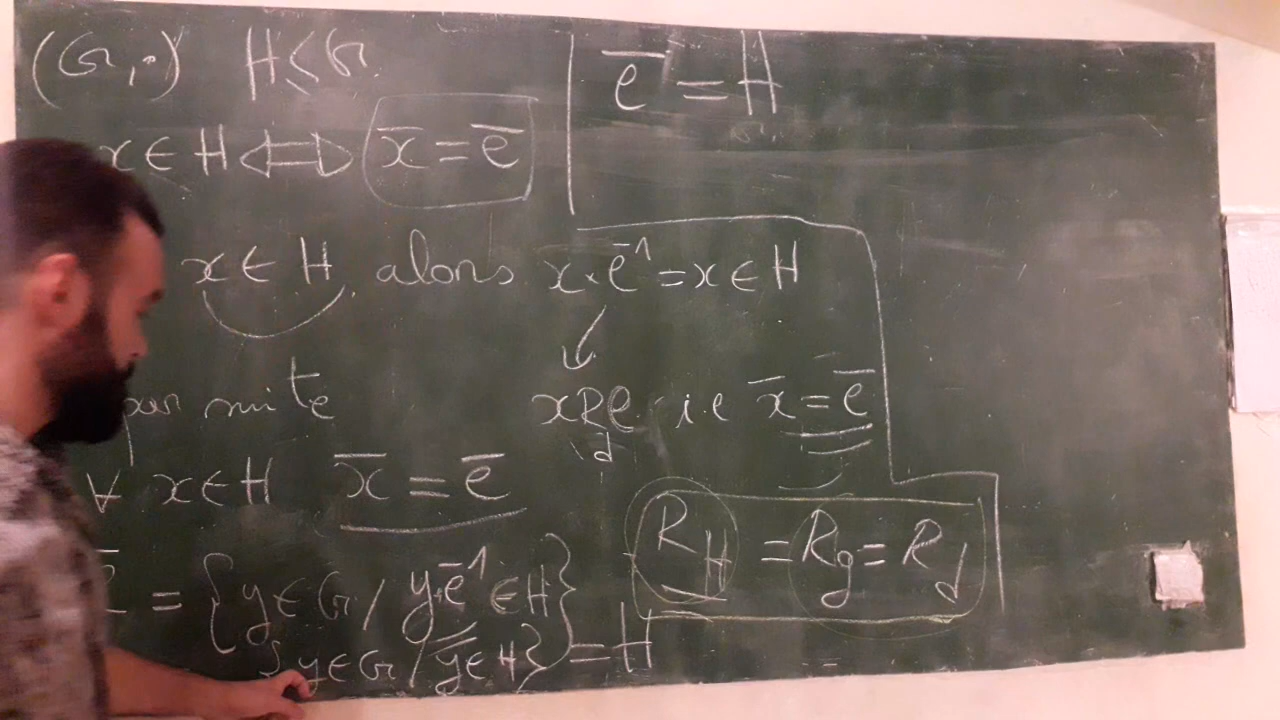 (G, ·) H ≤ G
e̅ = H
x ∈ H ⟺ x̅ = e̅
x ∈ H, alors x·e⁻¹ = x ∈ H
par suite
xR_d e i.e x̅ = e̅
∀ x ∈ H x̅ = e̅
R_H = R_g = R_d
= {y ∈ G / y·e⁻¹ ∈ H}
{y ∈ G / y ∈ H} = H